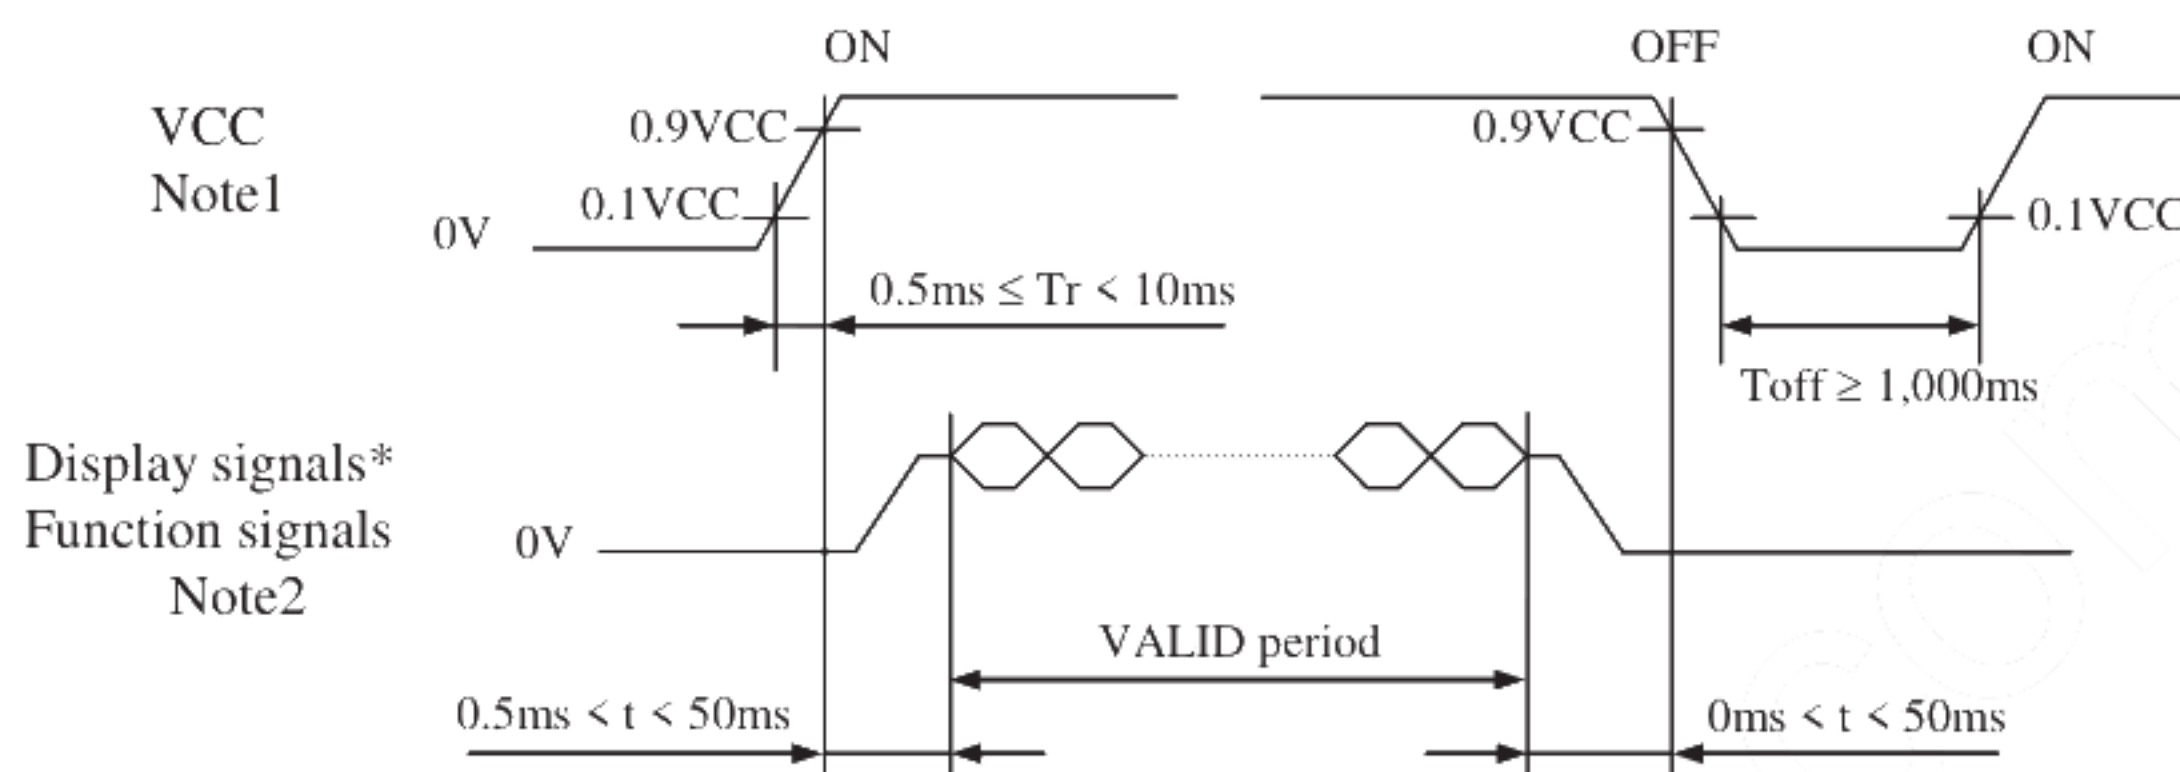 ON OFF ON
VCC
Note1
0.9VCC 0.9VCC
0.1VCC 0.1VCC
0V
0.5ms ≤ Tr < 10ms
Toff ≥ 1,000ms
Display signals*
Function signals
Note2
0V
VALID period
0.5ms < t < 50ms 0ms < t < 50ms